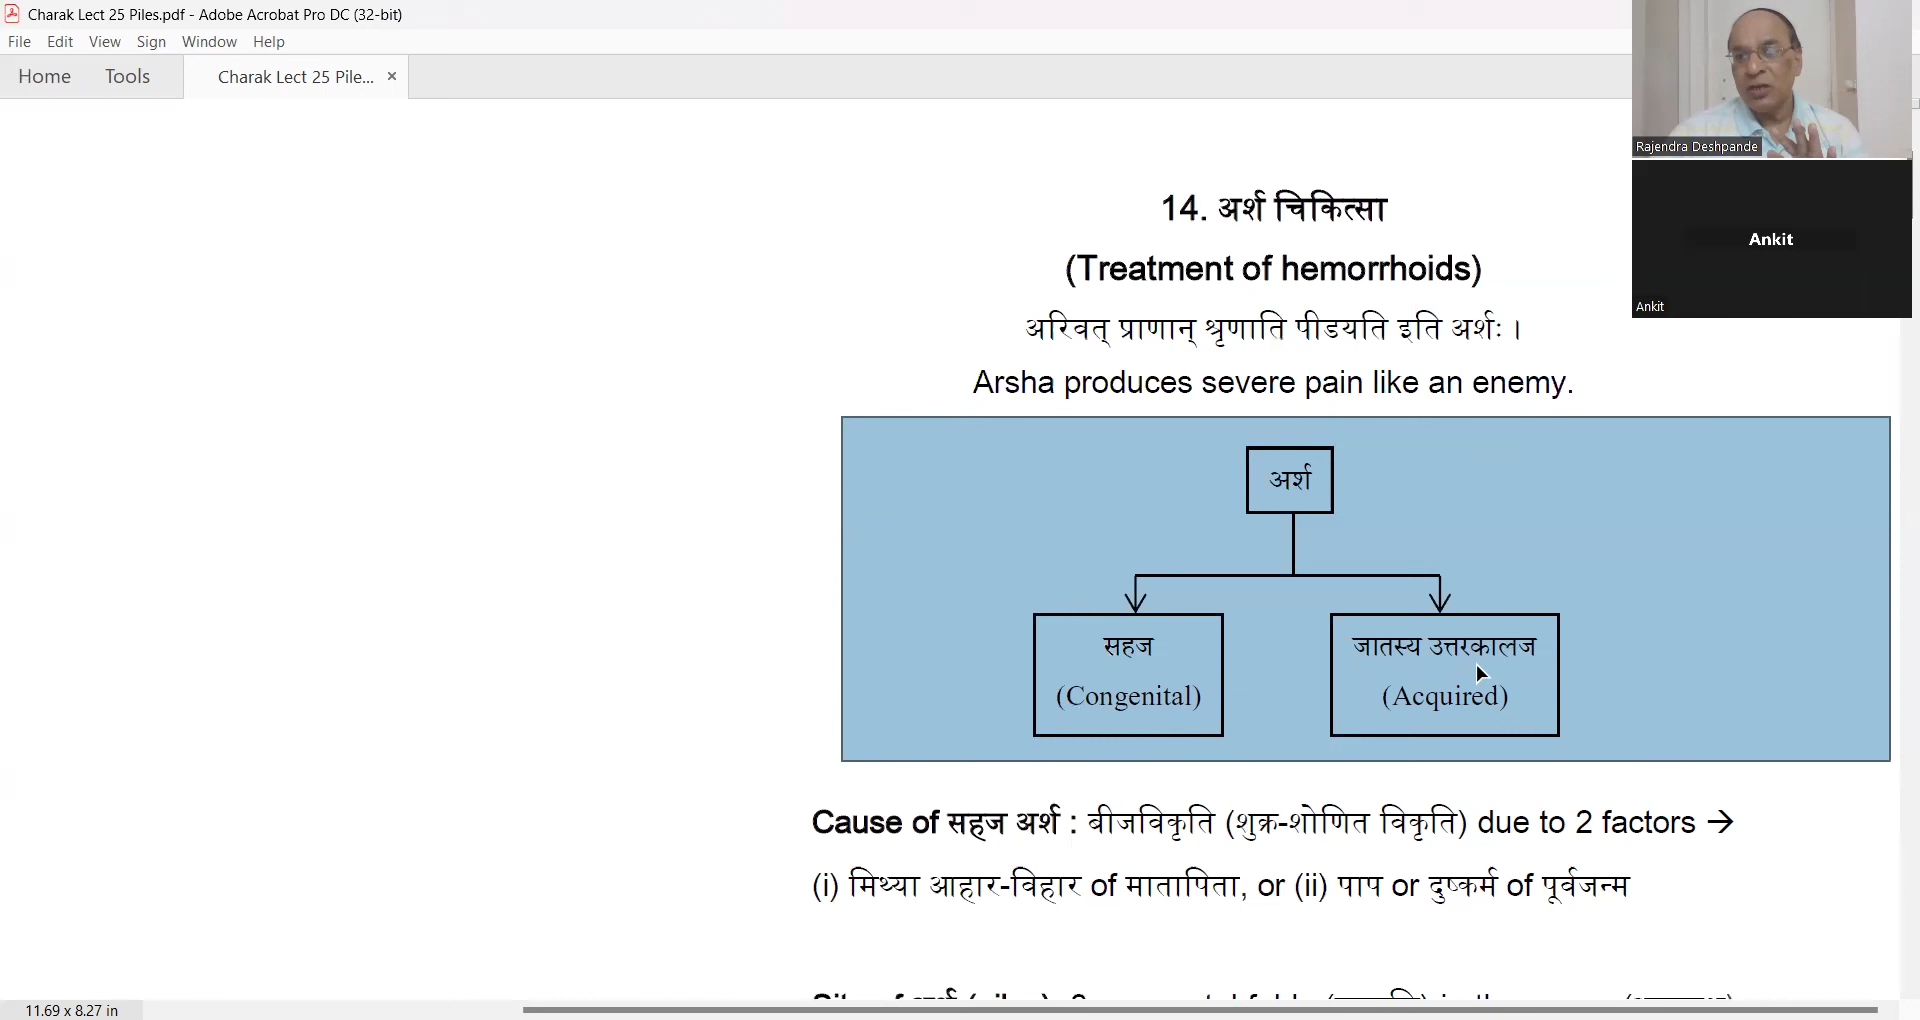 Charak Lect 25 Piles.pdf - Adobe Acrobat Pro DC (32-bit)
File Edit View Sign Window Help
Home Tools Charak Lect 25 Pile... ×
Rajendra Deshpande
Ankit
Ankit
14. अर्श चिकित्सा
(Treatment of hemorrhoids)
अरिवत् प्राणान् श्रृणाति पीडयति इति अर्शः ।
Arsha produces severe pain like an enemy.
अर्श
सहज
(Congenital)
जातस्य उत्तरकालज
(Acquired)
Cause of सहज अर्श : बीजविकृति (शुक्र-शोणित विकृति) due to 2 factors →
(i) मिथ्या आहार-विहार of मातापिता, or (ii) पाप or दुष्कर्म of पूर्वजन्म
11.69 x 8.27 in